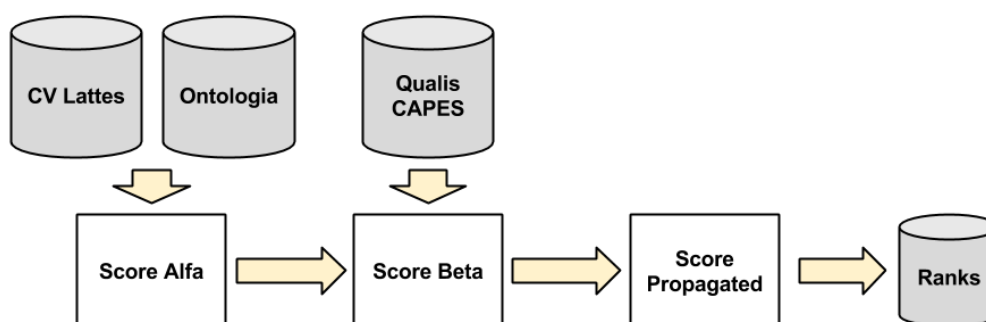 CV Lattes
Ontologia
Qualis
CAPES
Score Alfa
Score Beta
Score
Propagated
Ranks